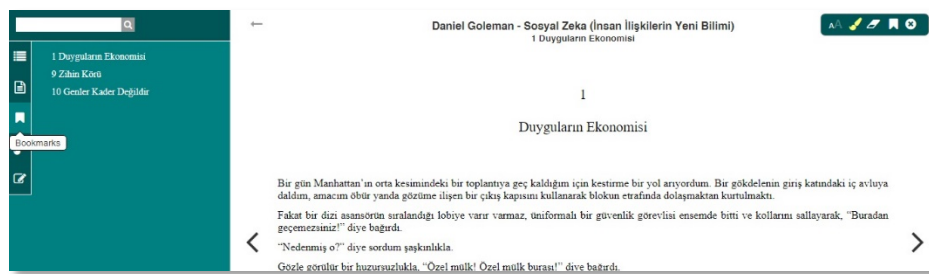 Daniel Goleman - Sosyal Zeka (İnsan İlişkilerin Yeni Bilimi)
1 Duyguların Ekonomisi
AA
1 Duyguların Ekonomisi
9 Zihin Körü
10 Genler Kader Değildir
Bookmarks
1
Duyguların Ekonomisi
Bir gün Manhattan’ın orta kesimindeki bir toplantıya geç kaldığım için kestirme bir yol arıyordum. Bir gökdelenin giriş katındaki iç avluya
daldım, amacım öbür yanda gözüme ilişen bir çıkış kapısını kullanarak blokun etrafında dolaşmaktan kurtulmaktı.
Fakat bir dizi asansörün sıralandığı lobiye varır varmaz, üniformalı bir güvenlik görevlisi ensemde bitti ve kollarını sallayarak, “Buradan
geçemezsiniz!” diye bağırdı.
“Nedenmiş o?” diye sordum şaşkınlıkla.
Gözle görülür bir huzursuzlukla, “Özel mülk! Özel mülk burası!” diye bağırdı.